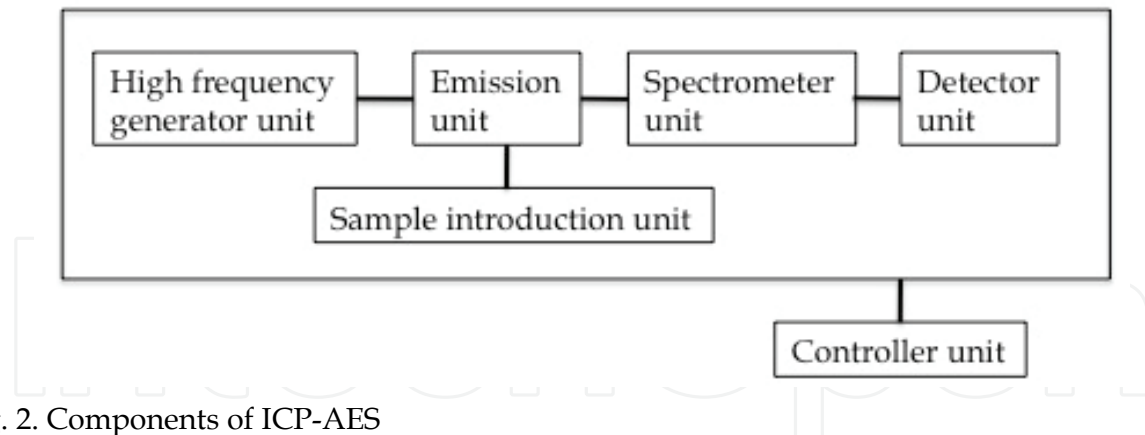 High frequency
generator unit
Emission
unit
Spectrometer
unit
Detector
unit
Sample introduction unit
Controller unit
. 2. Components of ICP-AES